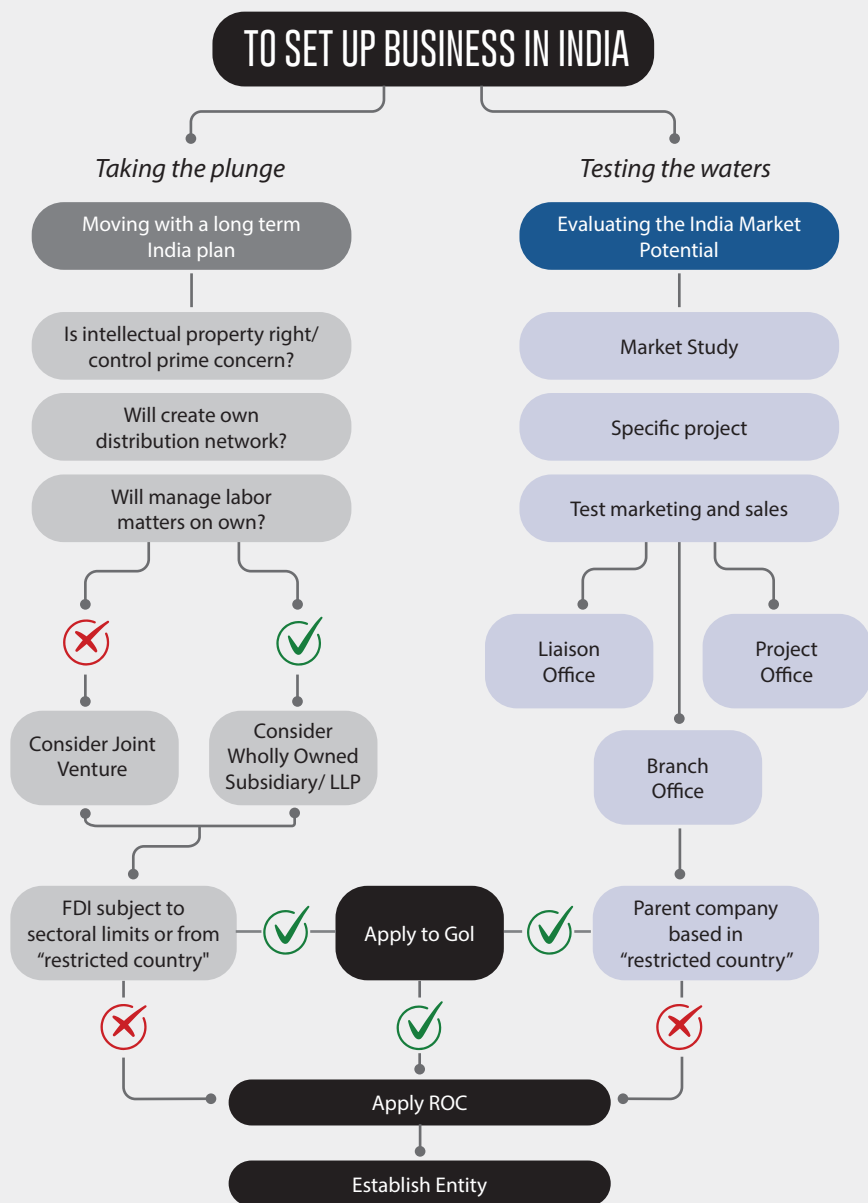 TO SET UP BUSINESS IN INDIA
Taking the plunge
Testing the waters
Moving with a long term
India plan
Evaluating the India Market
Potential
Is intellectual property right/
control prime concern?
Market Study
Will create own
distribution network?
Specific project
Will manage labor
matters on own?
Test marketing and sales
Liaison
Office
Project
Office
Consider Joint
Venture
Consider
Wholly Owned
Subsidiary/ LLP
Branch
Office
FDI subject to
sectoral limits or from
“restricted country"
Apply to GoI
Parent company
based in
“restricted country”
Apply ROC
Establish Entity